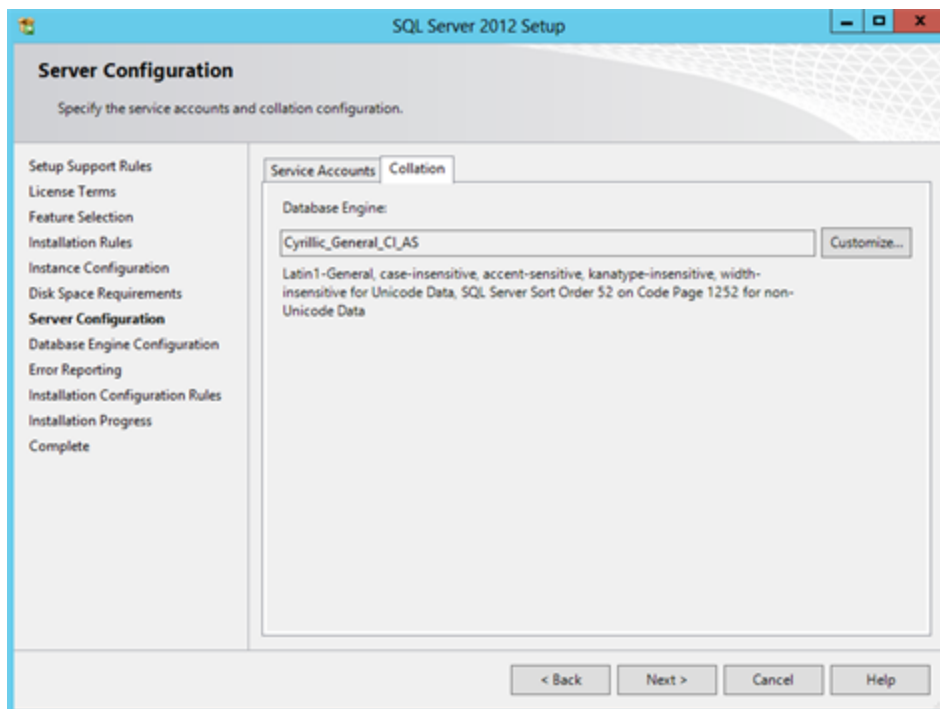 SQL Server 2012 Setup
Server Configuration
Specify the service accounts and collation configuration.
Setup Support Rules
License Terms
Feature Selection
Installation Rules
Instance Configuration
Disk Space Requirements
Server Configuration
Database Engine Configuration
Error Reporting
Installation Configuration Rules
Installation Progress
Complete
Service Accounts
Collation
Database Engine:
Cyrillic_General_CI_AS
Customize...
Latin1-General, case-insensitive, accent-sensitive, kanatype-insensitive, width-
insensitive for Unicode Data, SQL Server Sort Order 52 on Code Page 1252 for non-
Unicode Data
< Back
Next >
Cancel
Help